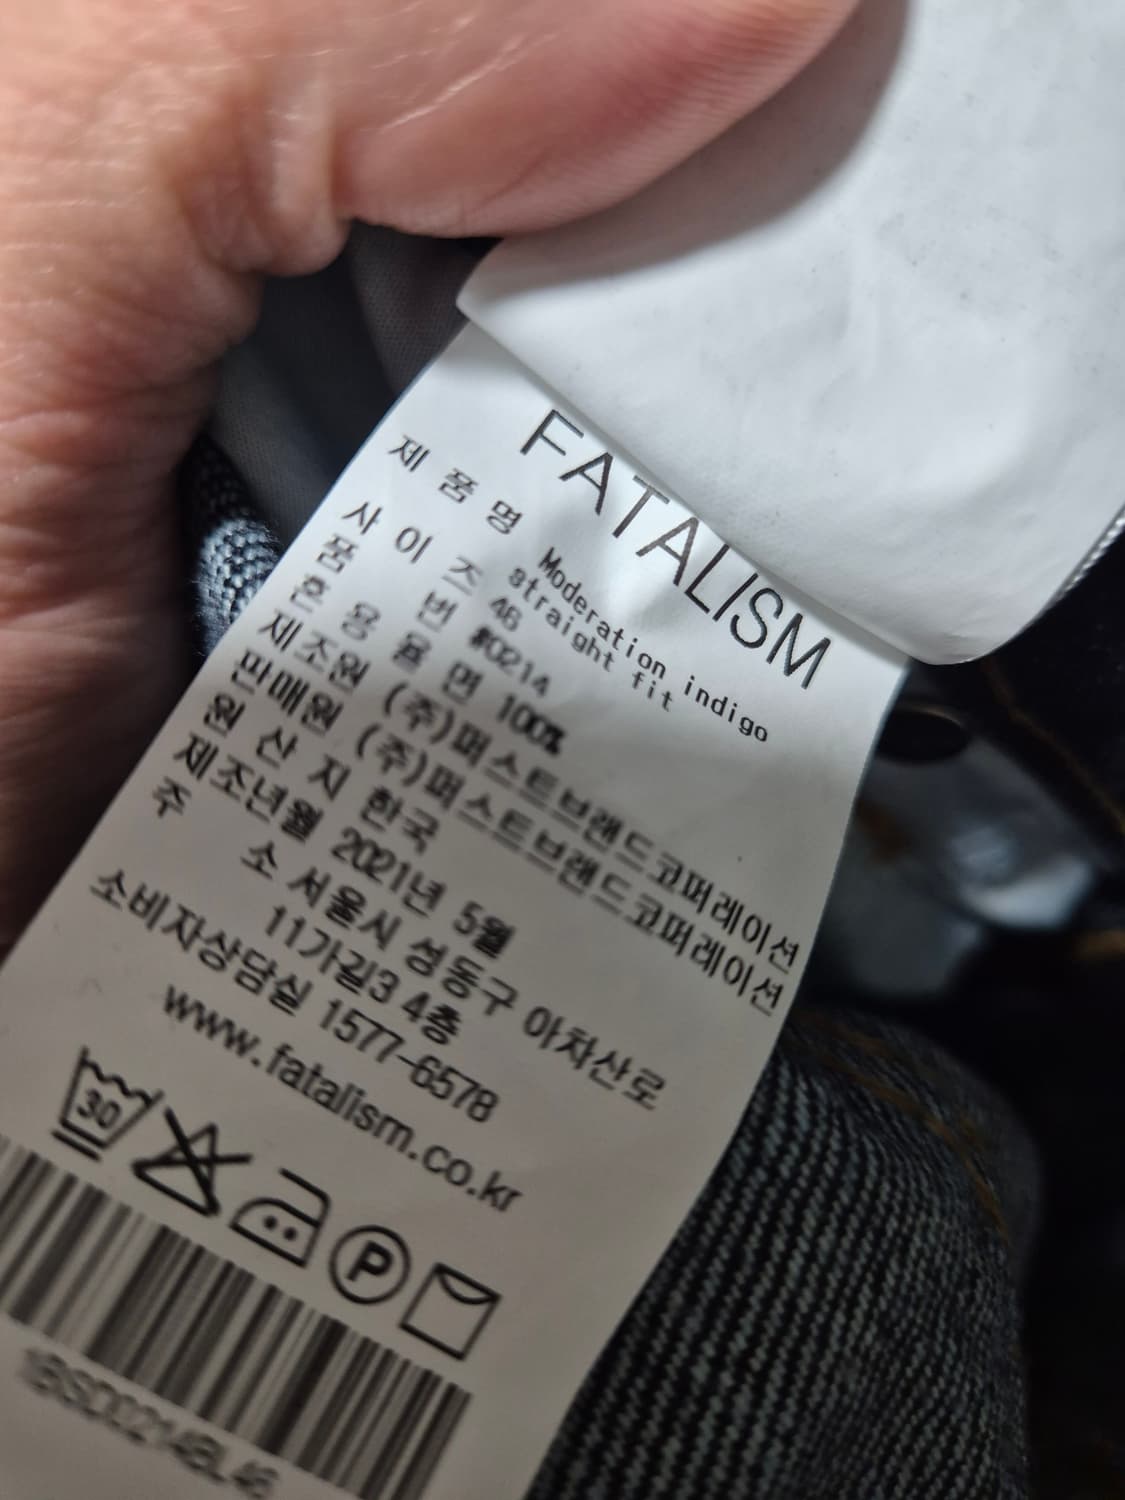 FATALISM
제 품 명 Moderation indigo
straight fit
사 이 즈 46
품 번 #0214
혼 용 율 면 100%
제조원 (주)퍼스트브랜드코퍼레이션
판매원 (주)퍼스트브랜드코퍼레이션
원 산 지 한국
제조년월 2021년 5월
주 소 서울시 성동구 아차산로
11가길3 4층
소비자상담실 1577-6578
www.fatalism.co.kr
30
P